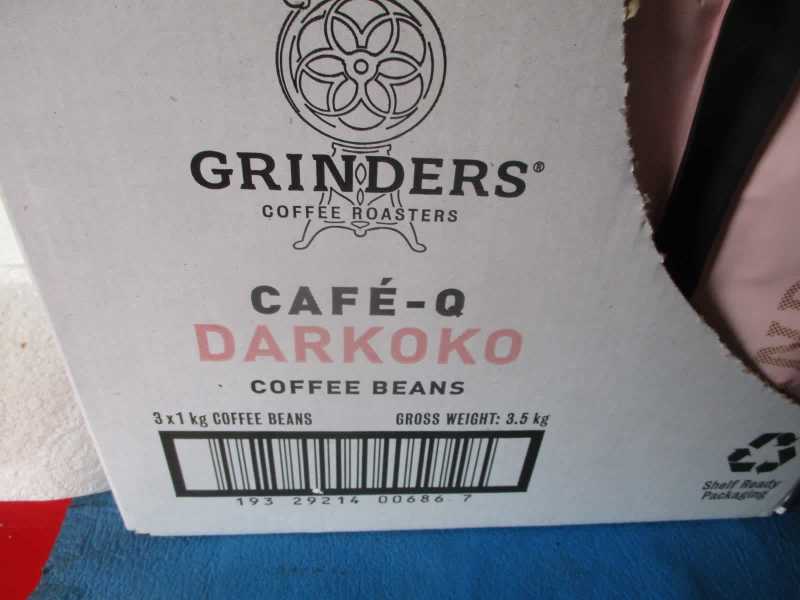 GRINDERS®
COFFEE ROASTERS
CAFÉ-Q
DARKOKO
COFFEE BEANS
3 x 1 kg COFFEE BEANS GROSS WEIGHT: 3.5 kg
193 29214 00686 7
Shelf Ready
Packaging